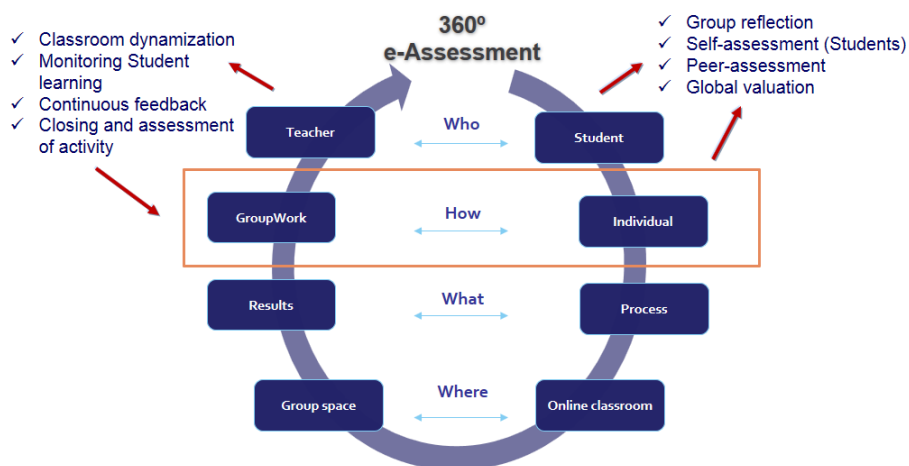 360º
e-Assessment
✓ Classroom dynamization
✓ Monitoring Student
learning
✓ Continuous feedback
✓ Closing and assessment
of activity
✓ Group reflection
✓ Self-assessment (Students)
✓ Peer-assessment
✓ Global valuation
Teacher
Who
Student
GroupWork
How
Individual
Results
What
Process
Group space
Where
Online classroom